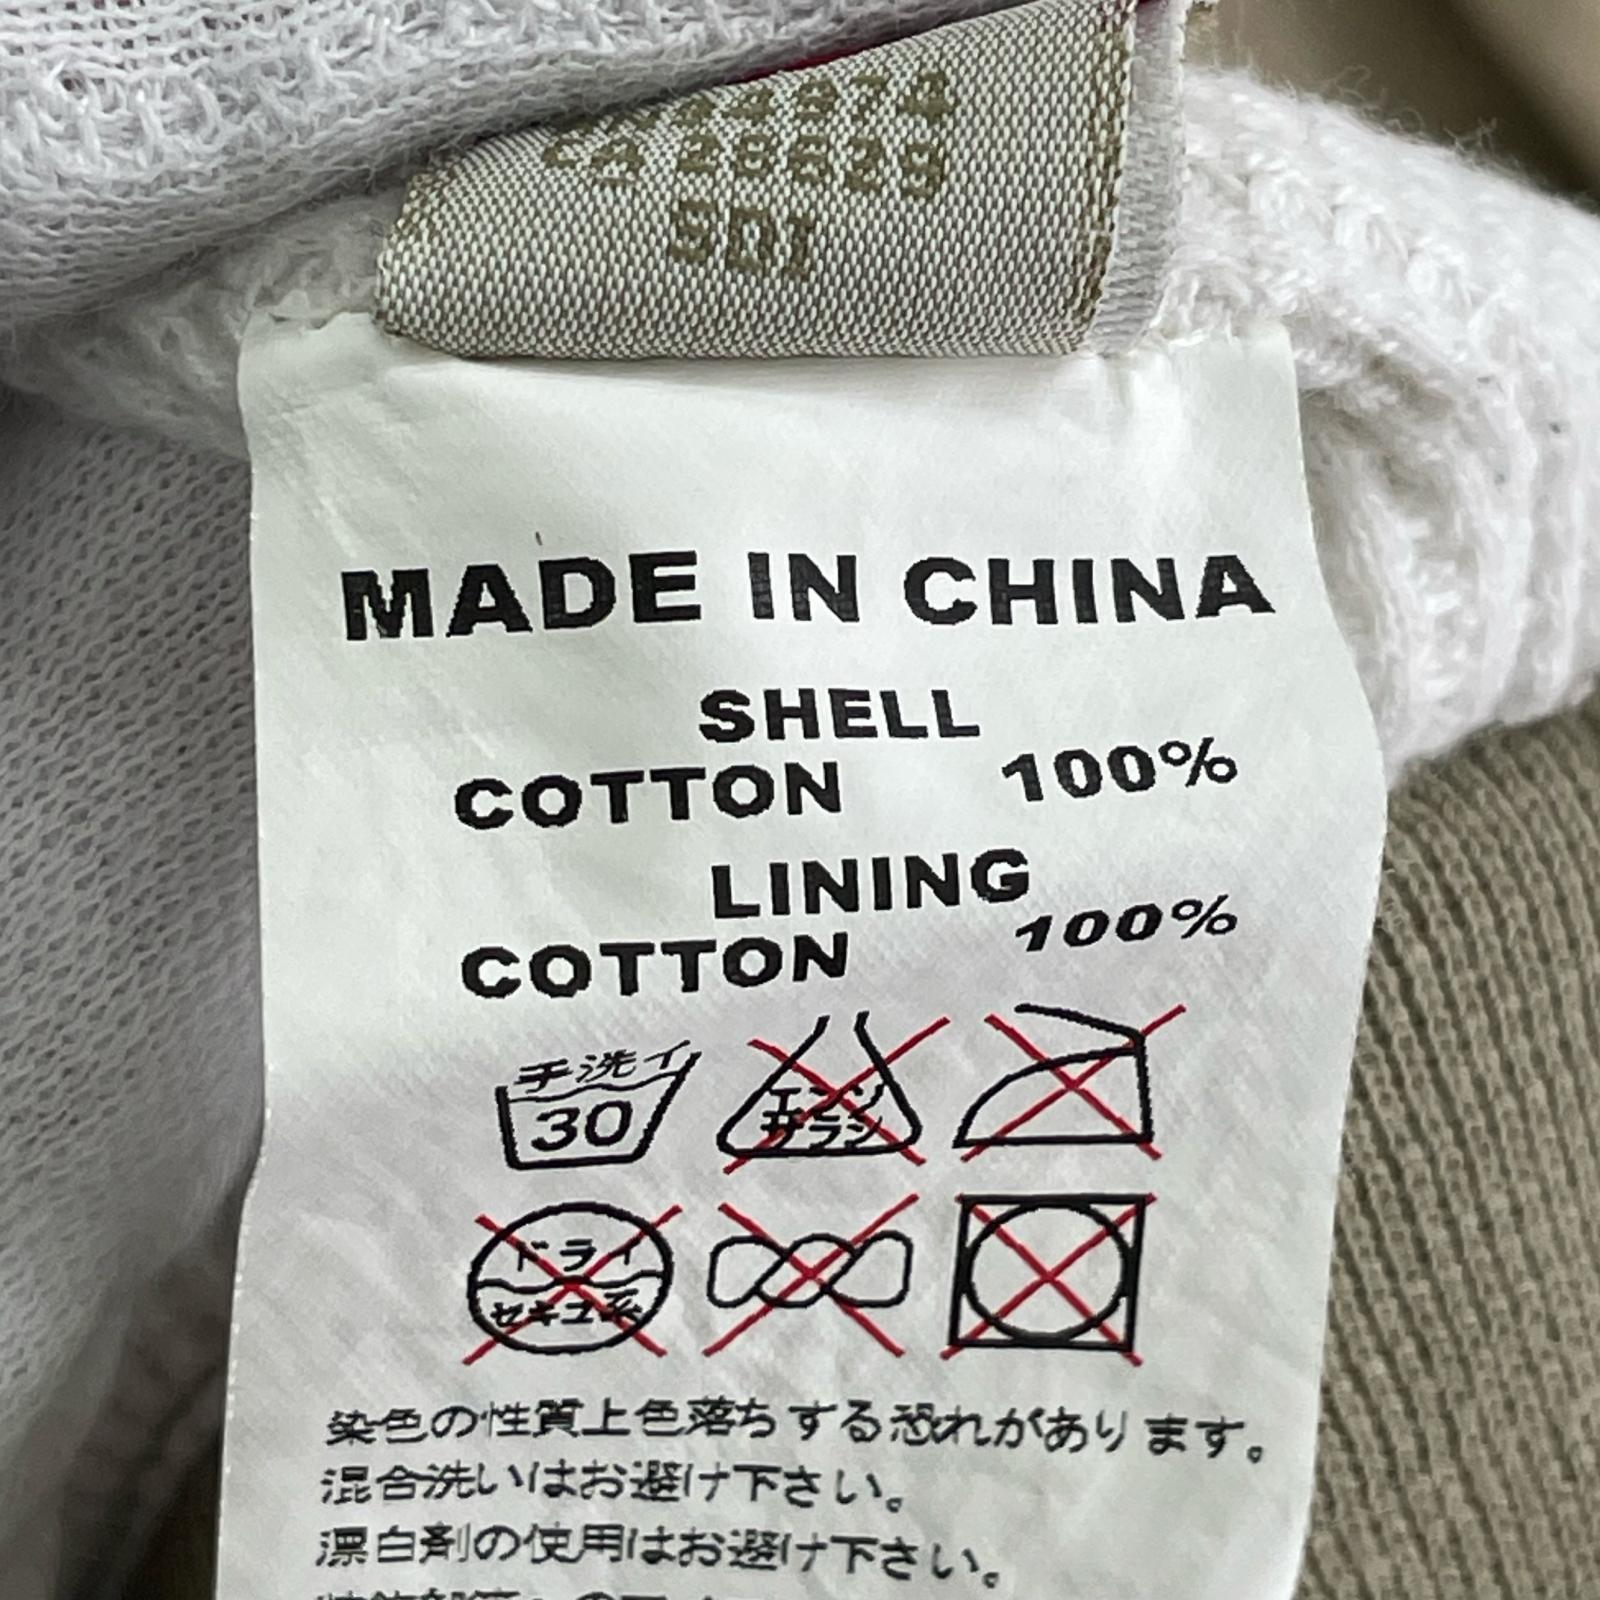 901
MADE IN CHINA
SHELL
COTTON 100%
LINING
COTTON 100%
手洗イ
30
エンソ
サラシ
ドライ
セキユ系
染色の性質上色落ちする恐れがあります。
混合洗いはお避け下さい。
漂白剤の使用はお避け下さい。